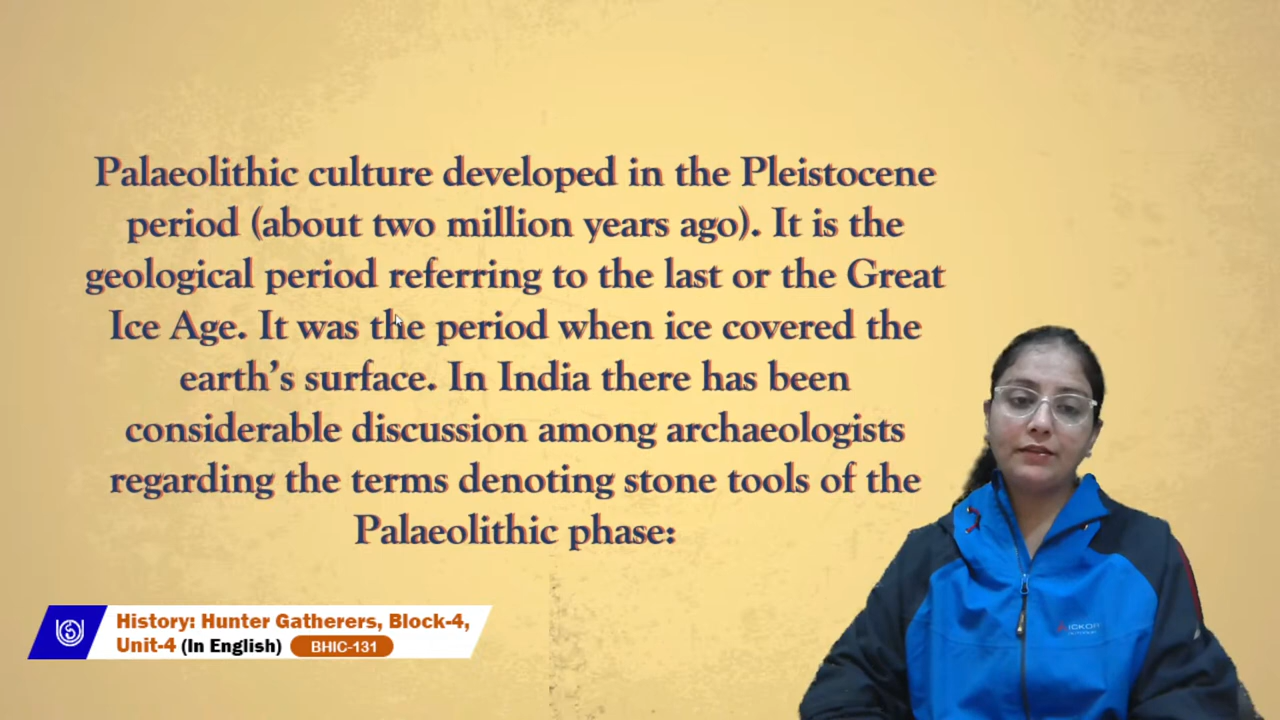 Palaeolithic culture developed in the Pleistocene
period (about two million years ago). It is the
geological period referring to the last or the Great
Ice Age. It was the period when ice covered the
earth's surface. In India there has been
considerable discussion among archaeologists
regarding the terms denoting stone tools of the
Palaeolithic phase:
History: Hunter Gatherers, Block-4,
Unit-4 (In English) BHIC-131